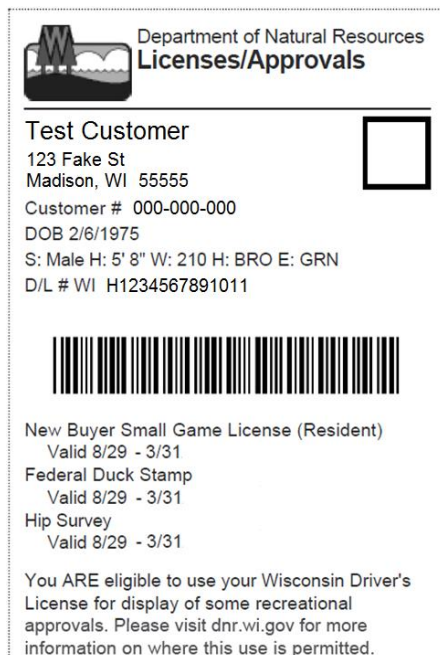 Department of Natural Resources
Licenses/Approvals
Test Customer
123 Fake St
Madison, WI 55555
Customer # 000-000-000
DOB 2/6/1975
S: Male H: 5' 8" W: 210 H: BRO E: GRN
D/L # WI H1234567891011
New Buyer Small Game License (Resident)
Valid 8/29 - 3/31
Federal Duck Stamp
Valid 8/29 - 3/31
Hip Survey
Valid 8/29 - 3/31
You ARE eligible to use your Wisconsin Driver's
License for display of some recreational
approvals. Please visit dnr.wi.gov for more
information on where this use is permitted.